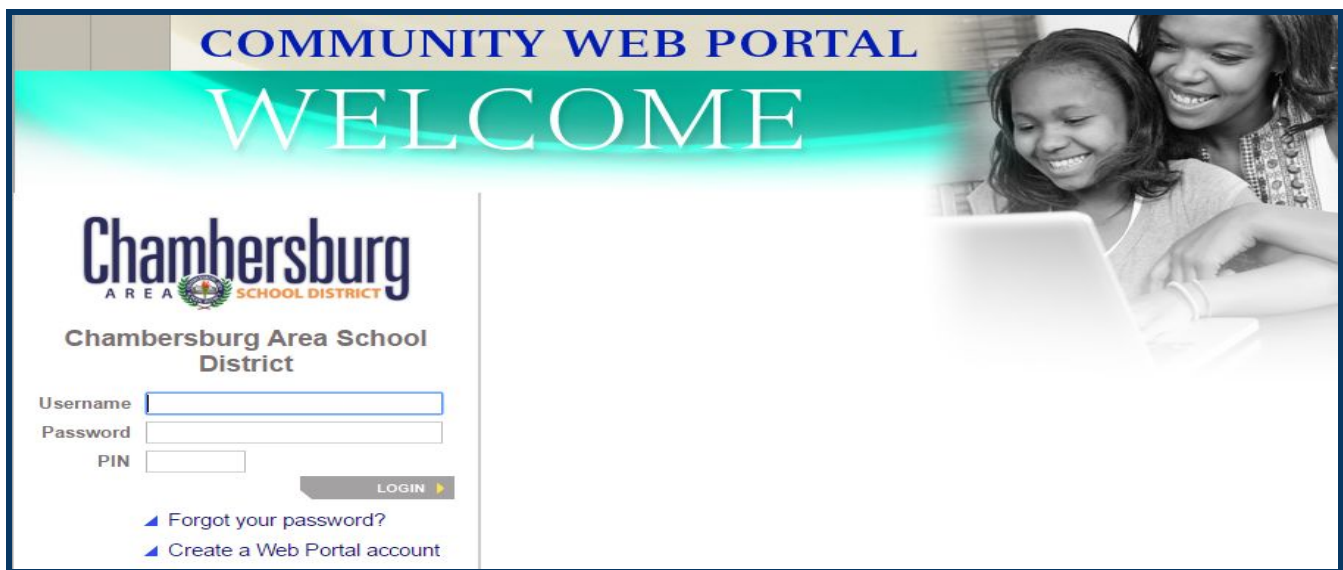 COMMUNITY WEB PORTAL
WELCOME
Chambersburg
AREA SCHOOL DISTRICT
Chambersburg Area School
District
Username
Password
PIN
LOGIN
Forgot your password?
Create a Web Portal account